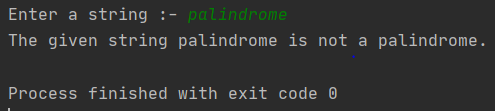 Enter a string :- palindrome
The given string palindrome is not a palindrome.
Process finished with exit code 0